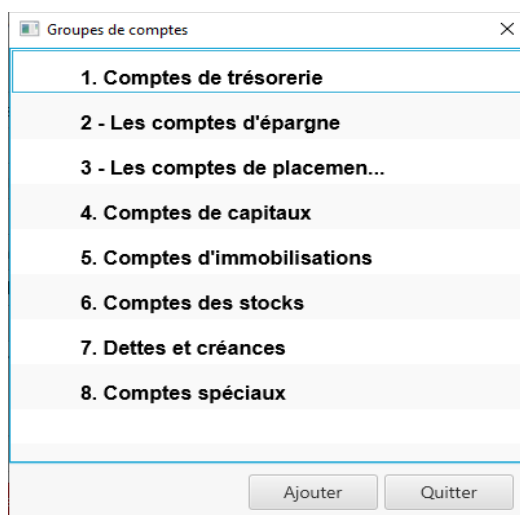 Groupes de comptes
1. Comptes de trésorerie
2 - Les comptes d'épargne
3 - Les comptes de placemen...
4. Comptes de capitaux
5. Comptes d'immobilisations
6. Comptes des stocks
7. Dettes et créances
8. Comptes spéciaux
Ajouter Quitter